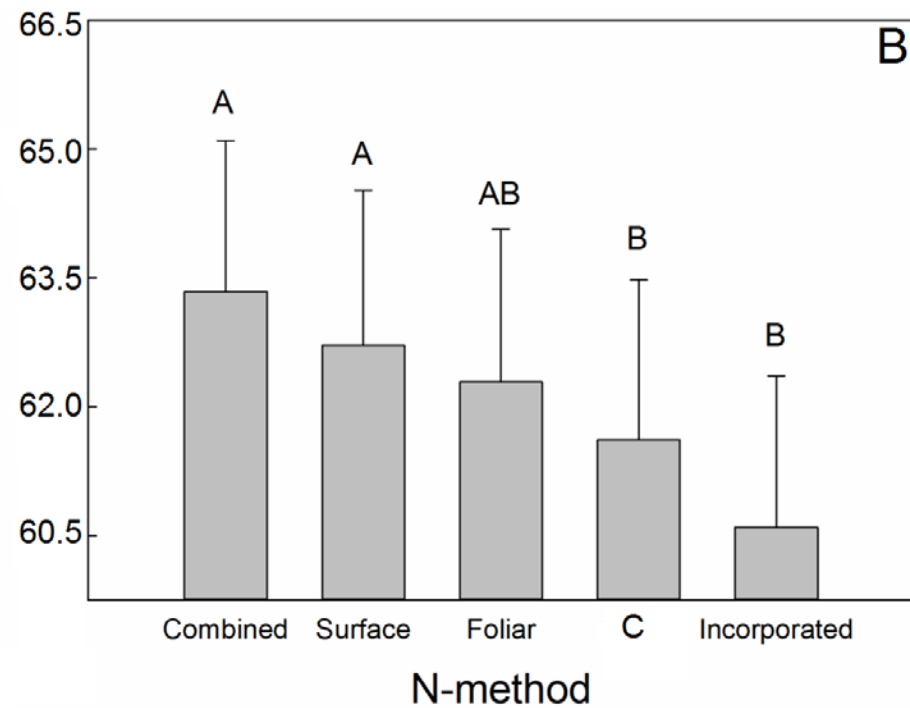 66.5
B
A
65.0
A
AB
B
63.5
B
62.0
60.5
Combined Surface Foliar C Incorporated
N-method